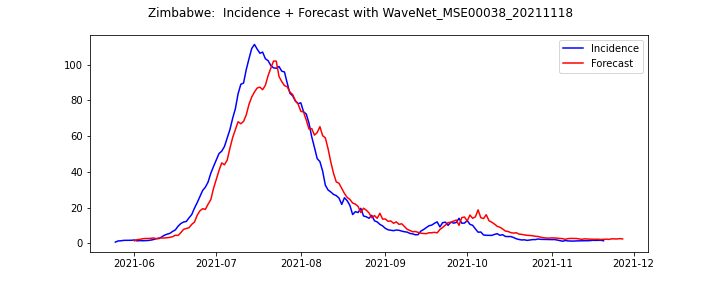 Zimbabwe:  Incidence + Forecast with WaveNet_MSE00038_20211118
Incidence
Forecast
100
80
60
40
20
0
2021-06 2021-07 2021-08 2021-09 2021-10 2021-11 2021-12